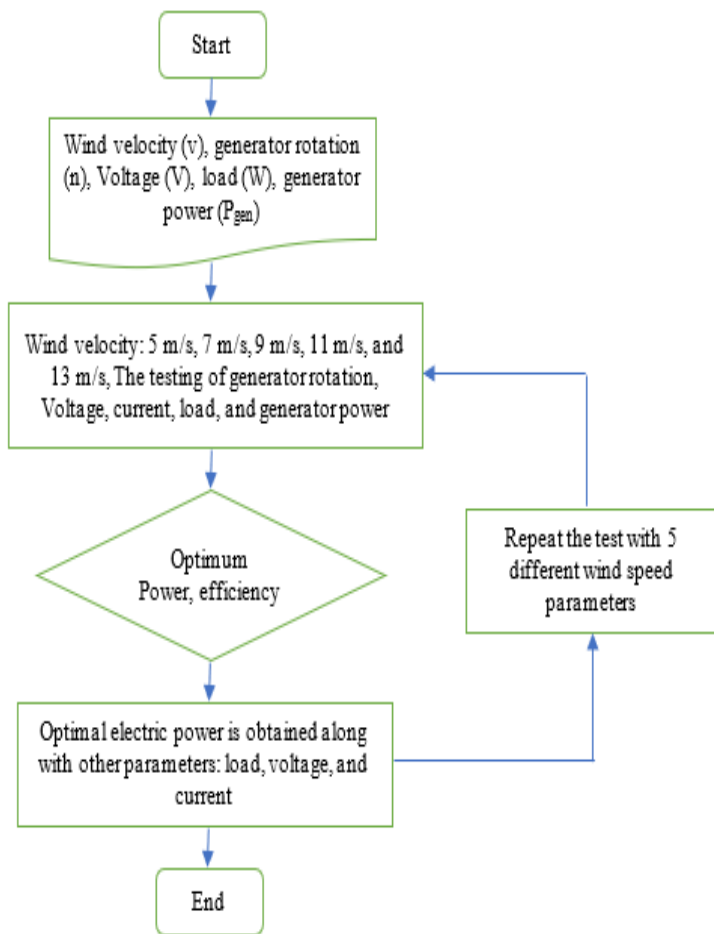 Start
Wind velocity (v), generator rotation
(n), Voltage (V), load (W), generator
power (Pgen)
Wind velocity: 5 m/s, 7 m/s, 9 m/s, 11 m/s, and
13 m/s, The testing of generator rotation,
Voltage, current, load, and generator power
Optimum
Power, efficiency
Repeat the test with 5
different wind speed
parameters
Optimal electric power is obtained along
with other parameters: load, voltage, and
current
End